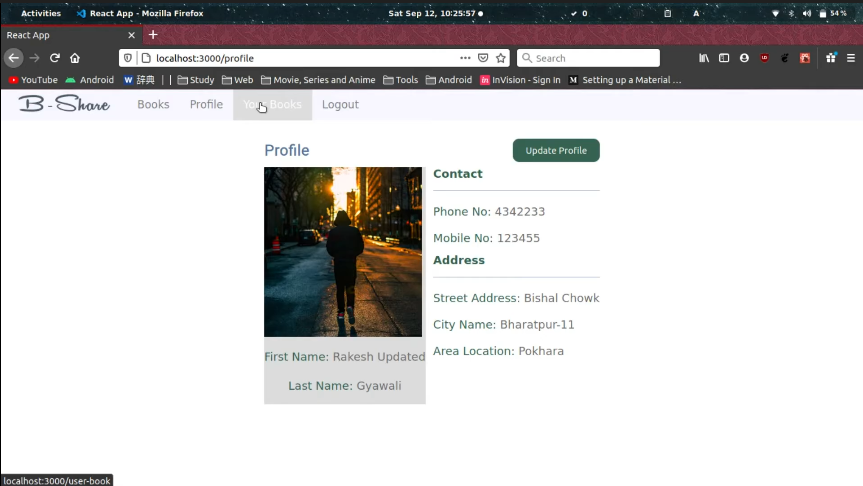 Activities React App - Mozilla Firefox Sat Sep 12, 10:25:57 ● ✓ 0 A 54 %
React App × +
localhost:3000/profile ••• Search
YouTube Android W 辞典 | | Study Web Movie, Series and Anime Tools Android in InVision - Sign In M Setting up a Material ...
B - Share Books Profile Your Books Logout
Profile Update Profile
Contact
Phone No: 4342233
Mobile No: 123455
Address
Street Address: Bishal Chowk
City Name: Bharatpur-11
Area Location: Pokhara
First Name: Rakesh Updated
Last Name: Gyawali
localhost:3000/user-book